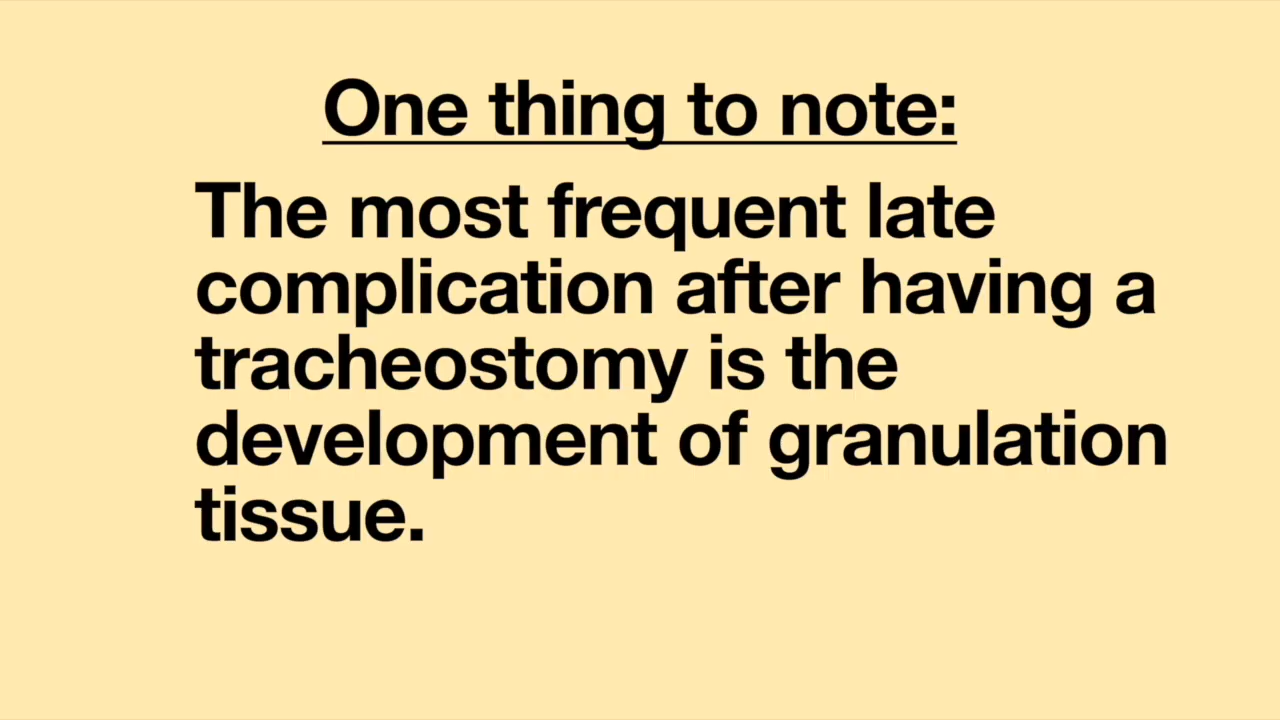 One thing to note:
The most frequent late
complication after having a
tracheostomy is the
development of granulation
tissue.